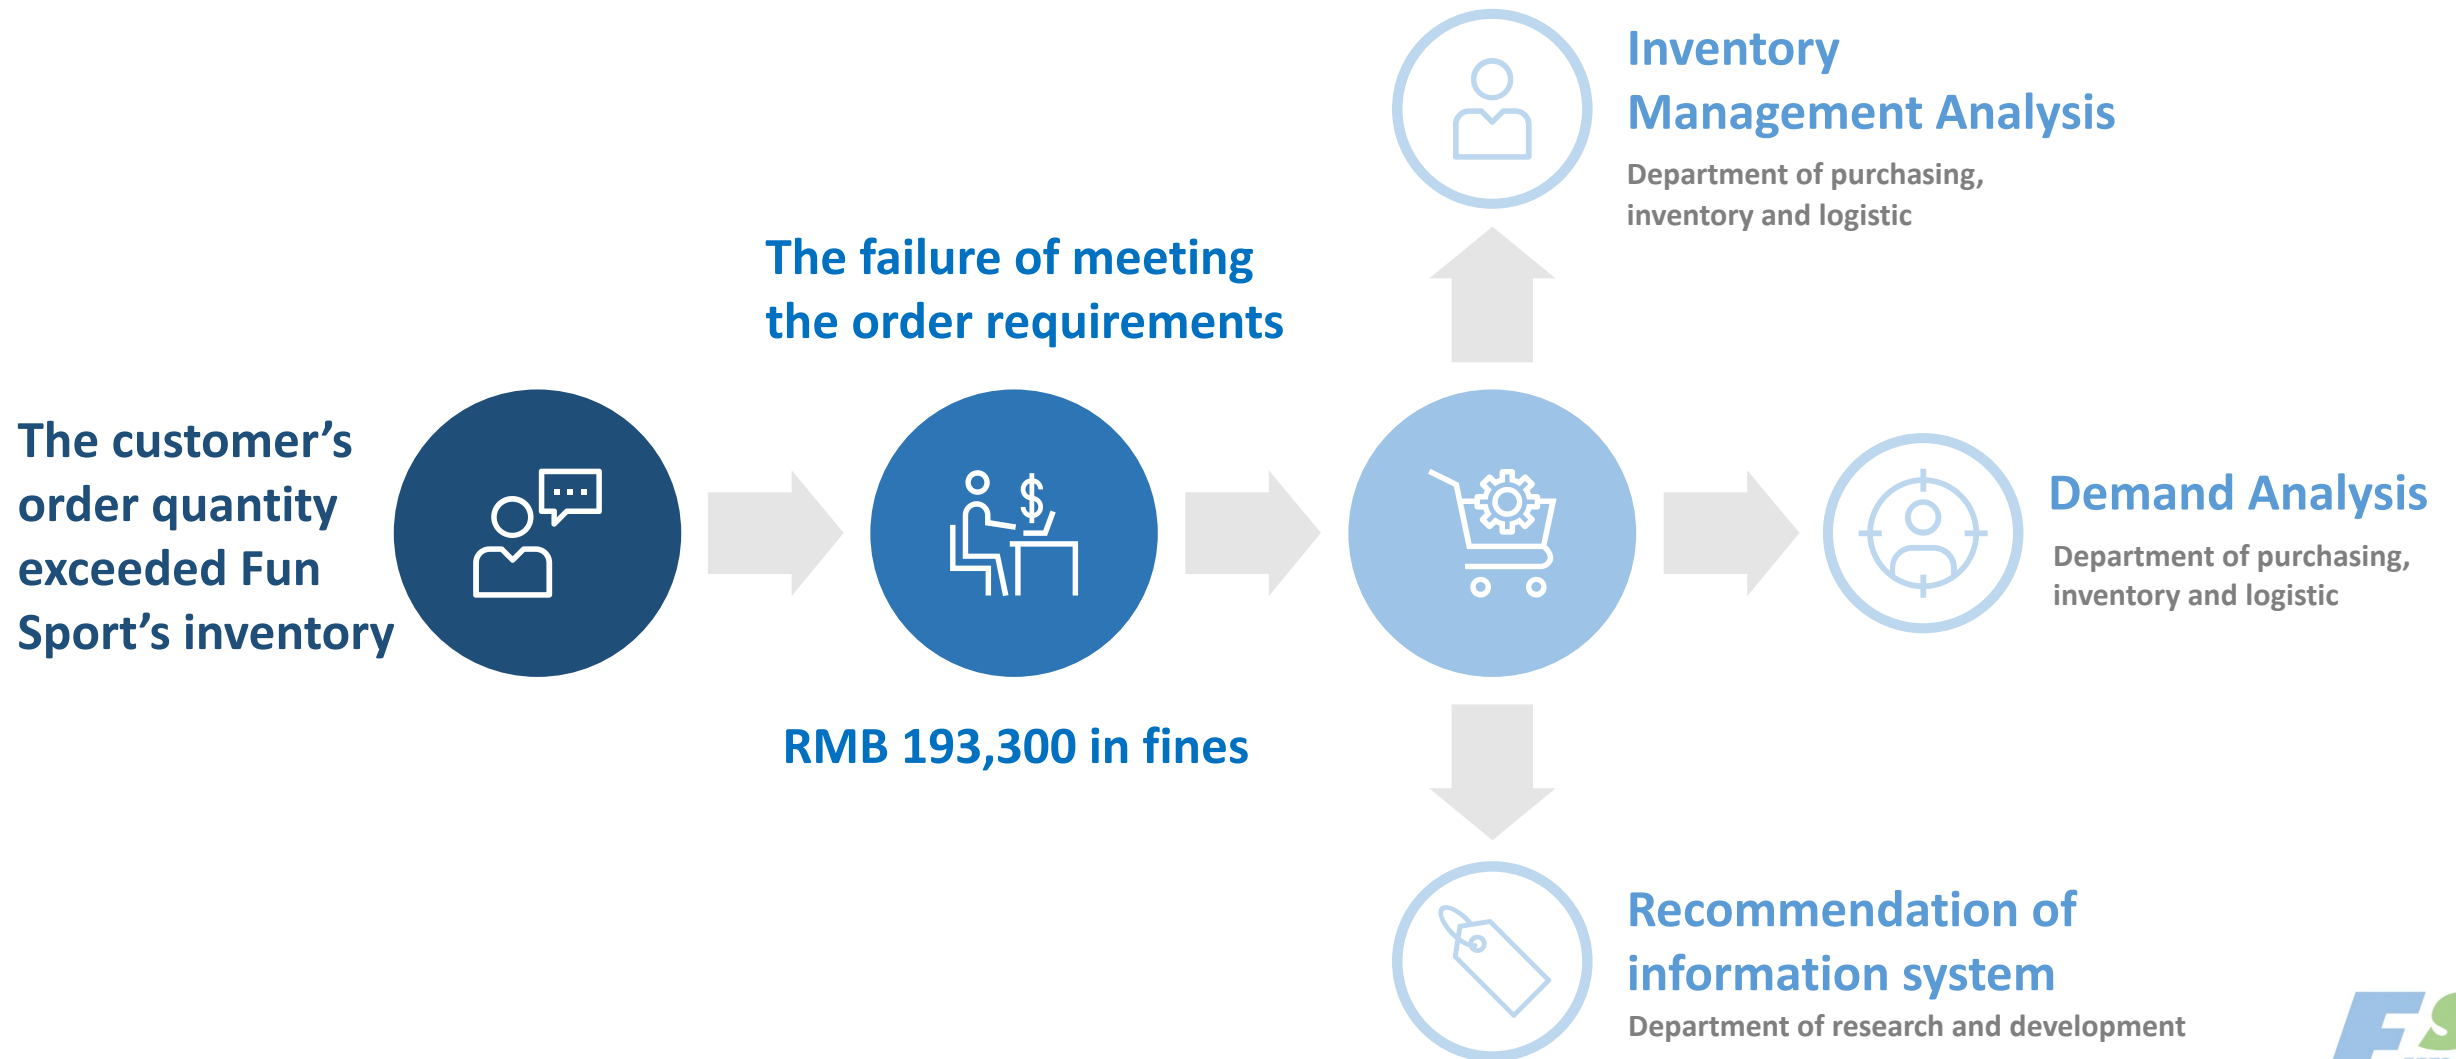 The customer’s
order quantity
exceeded Fun
Sport’s inventory
The failure of meeting
the order requirements
RMB 193,300 in fines
Inventory
Management Analysis
Department of purchasing,
inventory and logistic
Demand Analysis
Department of purchasing,
inventory and logistic
Recommendation of
information system
Department of research and development